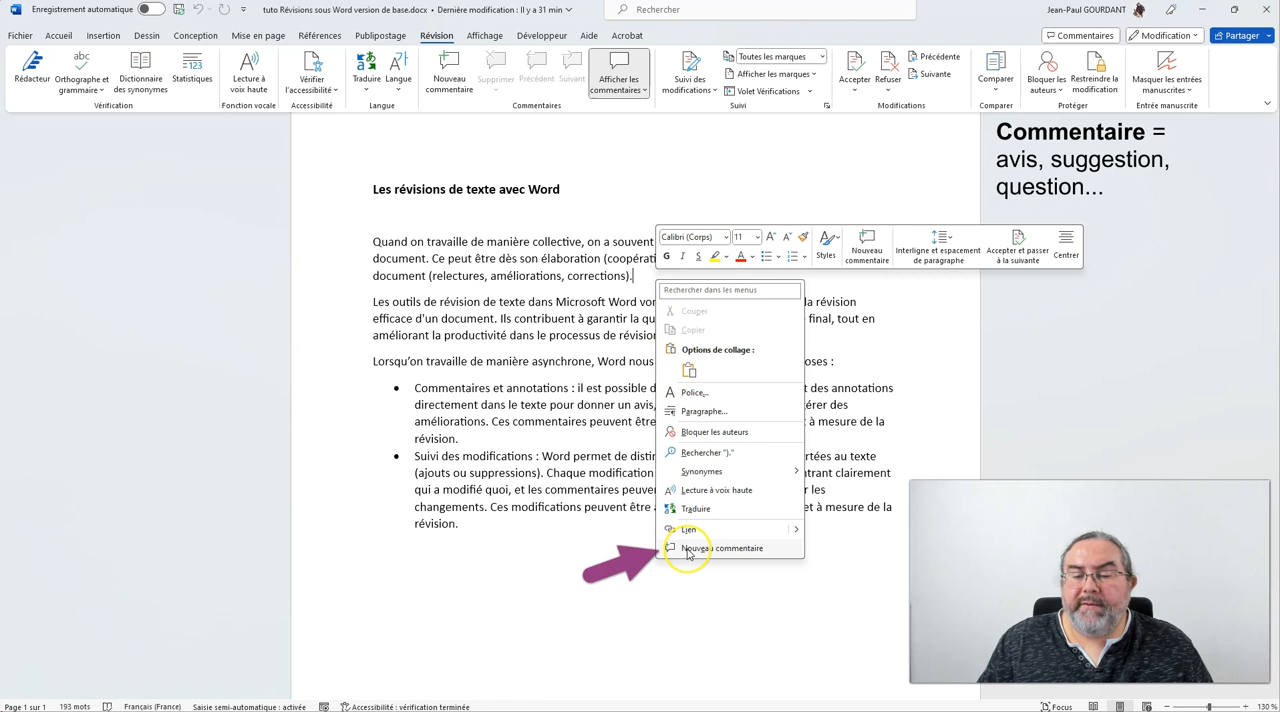 Enregistrement automatique
tuto Révisions sous Word version de base.docx • Dernière modification : Il y a 31 min
Rechercher
Jean-Paul GOURDANT
Fichier Accueil Insertion Dessin Conception Mise en page Références Publipostage Révision Affichage Développeur Aide Acrobat
Commentaires Modification Partager
Rédacteur
Orthographe et grammaire
Dictionnaire des synonymes
Statistiques
Vérification
Lecture à voix haute
Fonction vocale
Vérifier l'accessibilité
Accessibilité
Traduire
Langue
Langue
Nouveau commentaire
Supprimer
Précédent
Suivant
Afficher les commentaires
Commentaires
Suivi des modifications
Toutes les marques
Afficher les marques
Volet Vérifications
Suivi
Accepter
Refuser
Précédente
Suivante
Modifications
Comparer
Comparer
Bloquer les auteurs
Restreindre la modification
Protéger
Masquer les entrées manuscrites
Entrée manuscrite
Commentaire =
avis, suggestion,
question...
Les révisions de texte avec Word
Quand on travaille de manière collective, on a souvent
document. Ce peut être dès son élaboration
document (relectures, améliorations, corrections).
Les outils de révision de texte dans Microsoft Word la révision
efficace d'un document. Ils contribuent à garantir la final, tout en
améliorant la productivité dans le processus de
Lorsqu'on travaille de manière asynchrone, Word nous :
• Commentaires et annotations : il est possible des annotations
directement dans le texte pour donner un avis, des
améliorations. Ces commentaires peuvent à mesure de la
révision.
• Suivi des modifications : Word permet de au texte
(ajouts ou suppressions). Chaque modification clairement
qui a modifié quoi, et les commentaires les
changements. Ces modifications peuvent être à mesure de la
révision.
Calibri (Corps) 11
G I S
Styles
Nouveau commentaire
Interligne et espacement de paragraphe
Accepter et passer à la suivante
Centrer
Rechercher dans les menus
Couper
Copier
Options de collage :
Police...
Paragraphe...
Bloquer les auteurs
Rechercher ")."
Synonymes
Lecture à voix haute
Traduire
Lien
Nouveau commentaire
Page 1 sur 1 193 mots Français (France) Saisie semi-automatique : activée Accessibilité : vérification terminée Focus 130 %